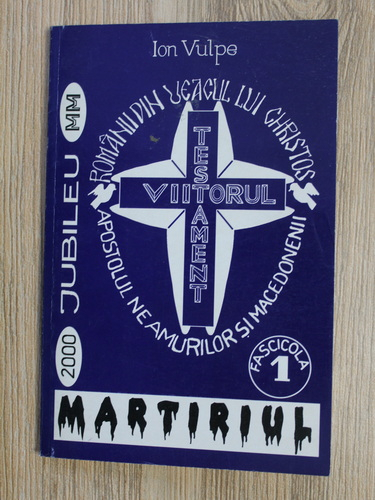 Ion Vulpe
ROMÂNII DIN VEACUL LUI CHRISTOS
APOSTOLUL NEAMURILOR ȘI MACEDONENII
TESTAMENT
VIITORUL
2000 JUBILEU MM
FASCICOLA
1
MARTIRIUL